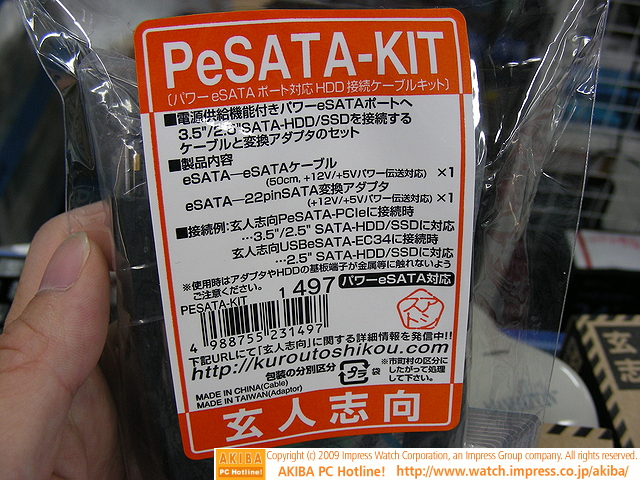 PeSATA-KIT
〔パワーeSATAポート対応HDD接続ケーブルキット〕
■電源供給機能付きパワーeSATAポートへ
3.5"/2.5"SATA-HDD/SSDを接続する
ケーブルと変換アダプタのセット
■製品内容
eSATA―eSATAケーブル ×1
(50cm, +12V/+5Vパワー伝送対応)
eSATA―22pinSATA変換アダプタ
(+12V/+5Vパワー伝送対応) ×1
■接続例:玄人志向PeSATA-PCIeに接続時
…3.5"/2.5" SATA-HDD/SSDに対応
玄人志向USBeSATA-EC34に接続時
…2.5" SATA-HDD/SSDに対応
※使用時はアダプタやHDDの基板端子が金属等に触れないよう
ご注意ください。 1 497 パワーeSATA対応
PESATA-KIT
4 988755 231497
下記URLにて「玄人志向」に関する詳細情報を発信中!!
http://kuroutoshikou.com
包装の分別区分 プラ 袋 ※市町村の区分に
したがって処理
して下さい。
MADE IN CHINA(Cable)
MADE IN TAIWAN(Adaptor)
玄人志向
玄志
AKIBA
PC Hotline!
Copyright (c) 2009 Impress Watch Corporation, an Impress Group company. All rights reserved.
AKIBA PC Hotline! http://www.watch.impress.co.jp/akiba/